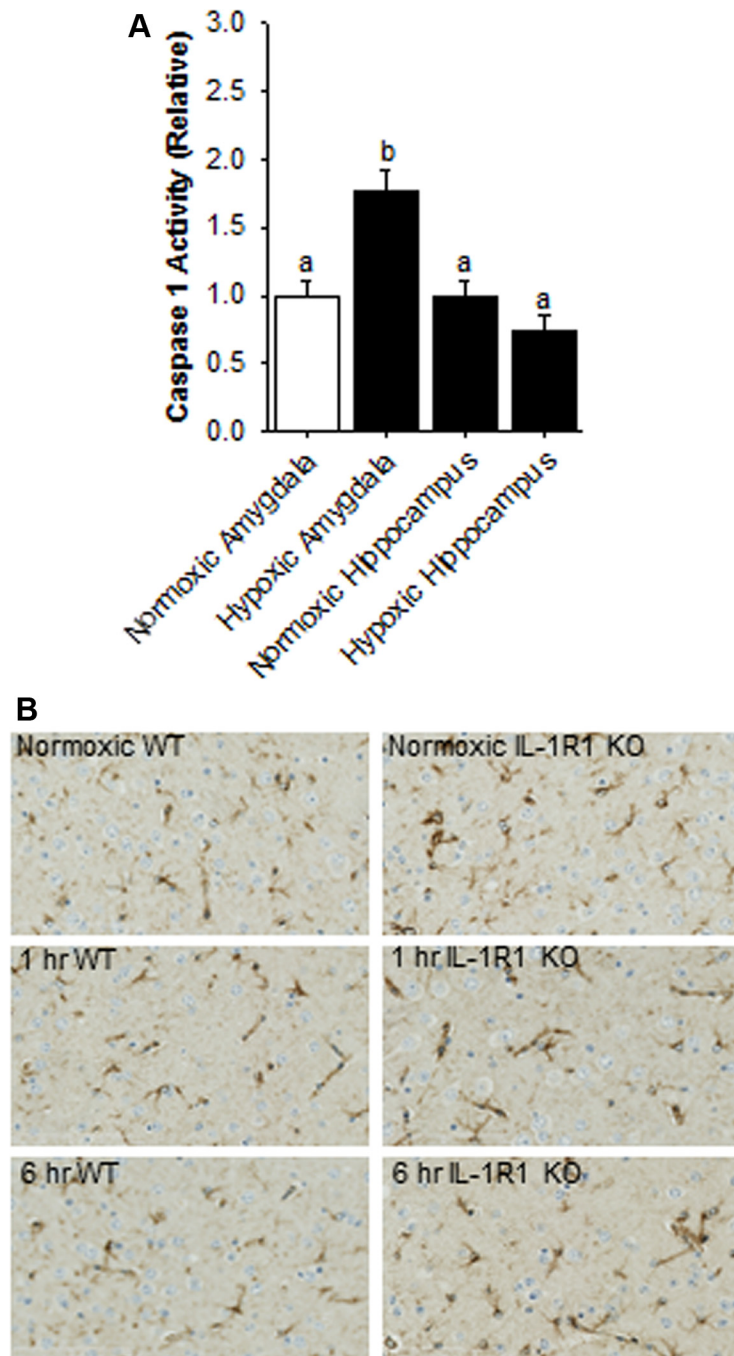 A
Caspase 1 Activity (Relative)
3.0
2.5
2.0
1.5
1.0
0.5
0.0
a
b
a
a
Normoxic Amygdala
Hypoxic Amygdala
Normoxic Hippocampus
Hypoxic Hippocampus
B
Normoxic WT
Normoxic IL-1R1 KO
1 hr WT
1 hr IL-1R1 KO
6 hr WT
6 hr IL-1R1 KO